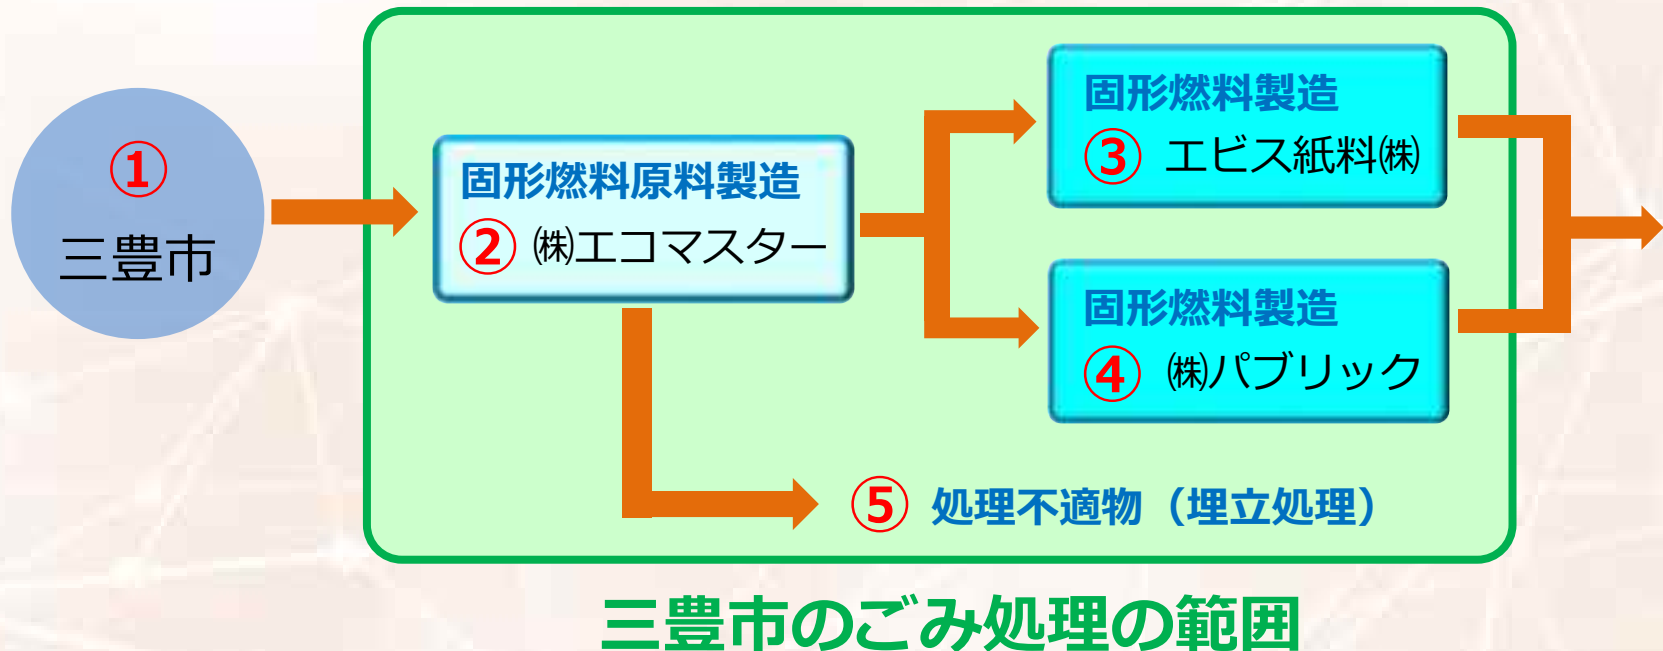 ①
三豊市
固形燃料原料製造
② ㈱エコマスター
固形燃料製造
③ エビス紙料㈱
固形燃料製造
④ ㈱パブリック
⑤ 処理不適物（埋立処理）
三豊市のごみ処理の範囲